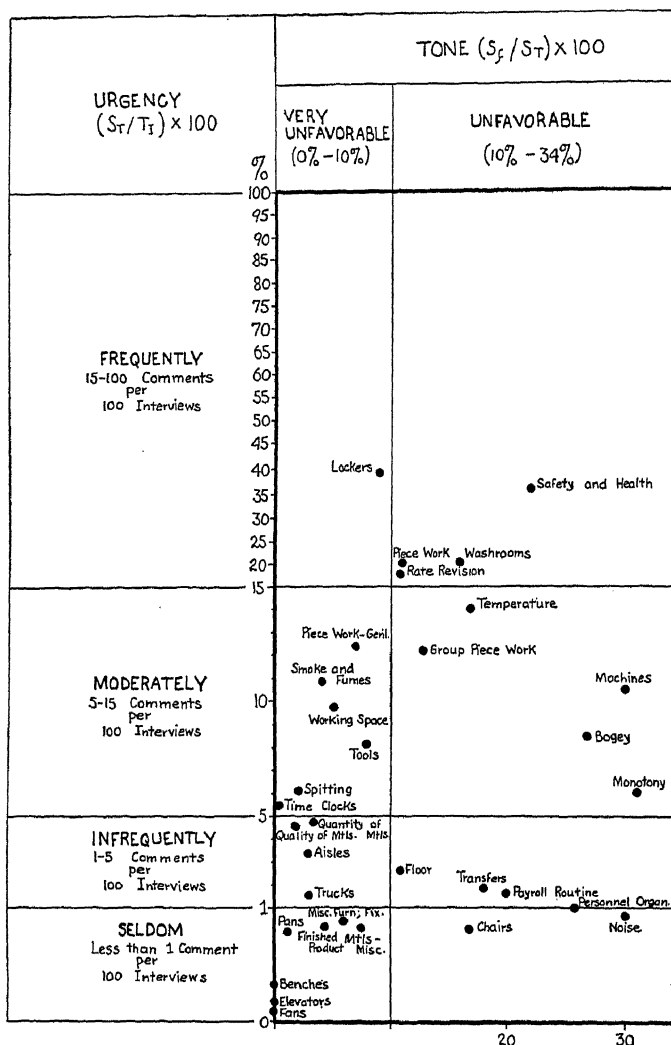 TONE (Sf/ST) X 100
URGENCY
(ST/TI) X 100
VERY
UNFAVORABLE
(0%-10%)
UNFAVORABLE
(10% - 34%)
%
100
95
90
85
80
75
70
65
60
55
50
45
40
35
30
25
20
15
10
5
1
0
FREQUENTLY
15-100 Comments
per
100 Interviews
Lockers
Safety and Health
Piece Work
Washrooms
Rate Revision
MODERATELY
5-15 Comments
per
100 Interviews
Temperature
Piece Work-Genl.
Group Piece Work
Smoke and
Fumes
Machines
Working Space
Bogey
Tools
Spitting
Monotony
Time Clocks
INFREQUENTLY
1-5 Comments
per
100 Interviews
Quantity of
Mtls.
Quality of Mtls.
Aisles
Floor
Trucks
Transfers
Payroll Routine
Personnel Organ.
SELDOM
Less than 1 Comment
per
100 Interviews
Pans
Misc. Furn; Fix.
Finished
Product
Mtls-
Misc.
Chairs
Noise
Benches
Elevators
Fans
20
30